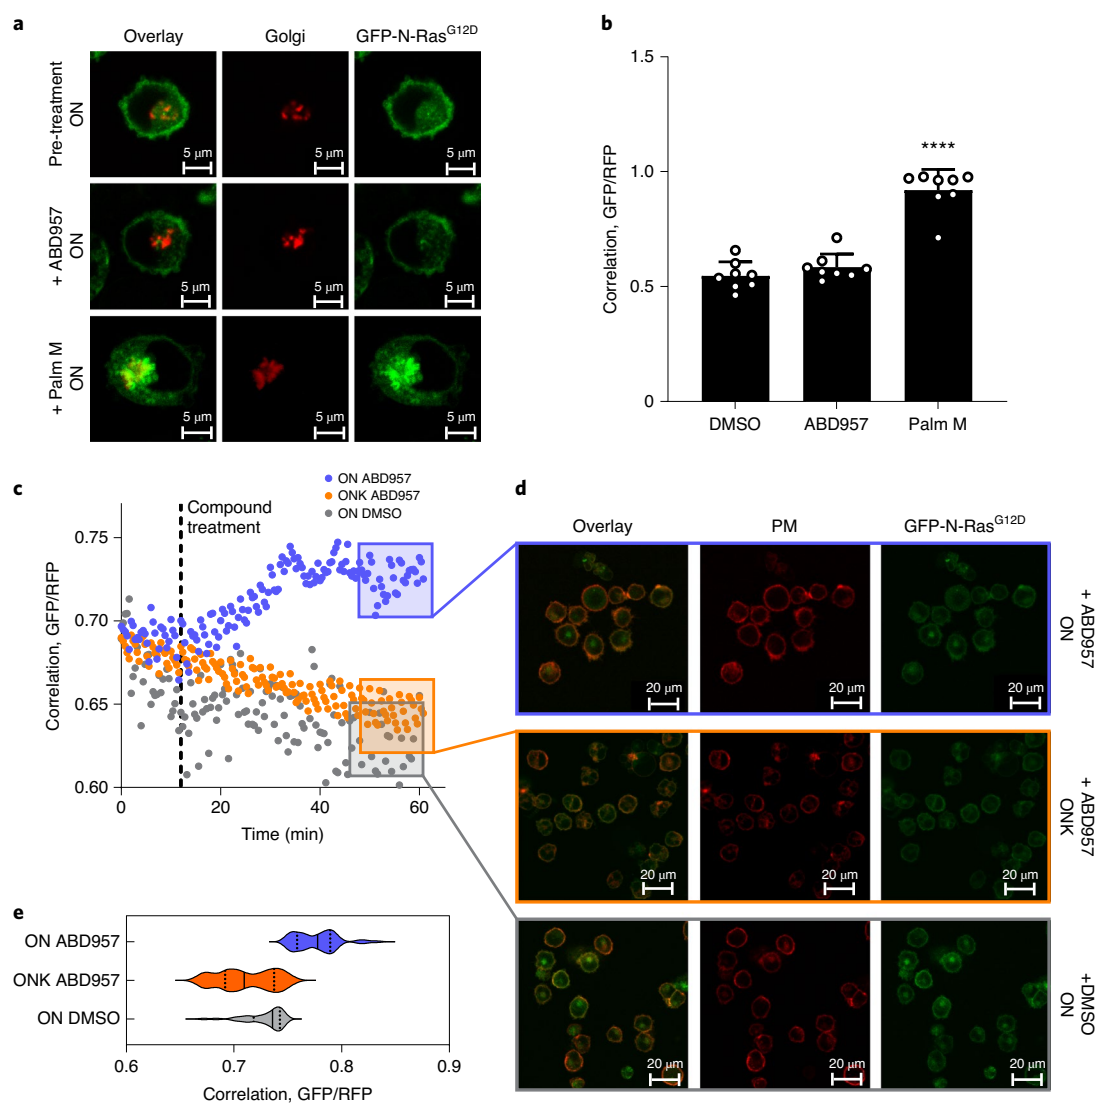 a
Overlay
Golgi
GFP-N-RasG12D
Pre-treatment
ON
5 μm
5 μm
5 μm
+ ABD957
ON
5 μm
5 μm
5 μm
+ Palm M
ON
5 μm
5 μm
5 μm
b
Correlation, GFP/RFP
1.5
1.0
0.5
0
****
DMSO
ABD957
Palm M
c
ON ABD957
ONK ABD957
ON DMSO
Compound
treatment
Correlation, GFP/RFP
0.75
0.70
0.65
0.60
0
20
40
60
Time (min)
d
Overlay
PM
GFP-N-RasG12D
20 μm
20 μm
20 μm
+ ABD957
ON
20 μm
20 μm
20 μm
+ ABD957
ONK
20 μm
20 μm
20 μm
+DMSO
ON
e
ON ABD957
ONK ABD957
ON DMSO
0.6
0.7
0.8
0.9
Correlation, GFP/RFP